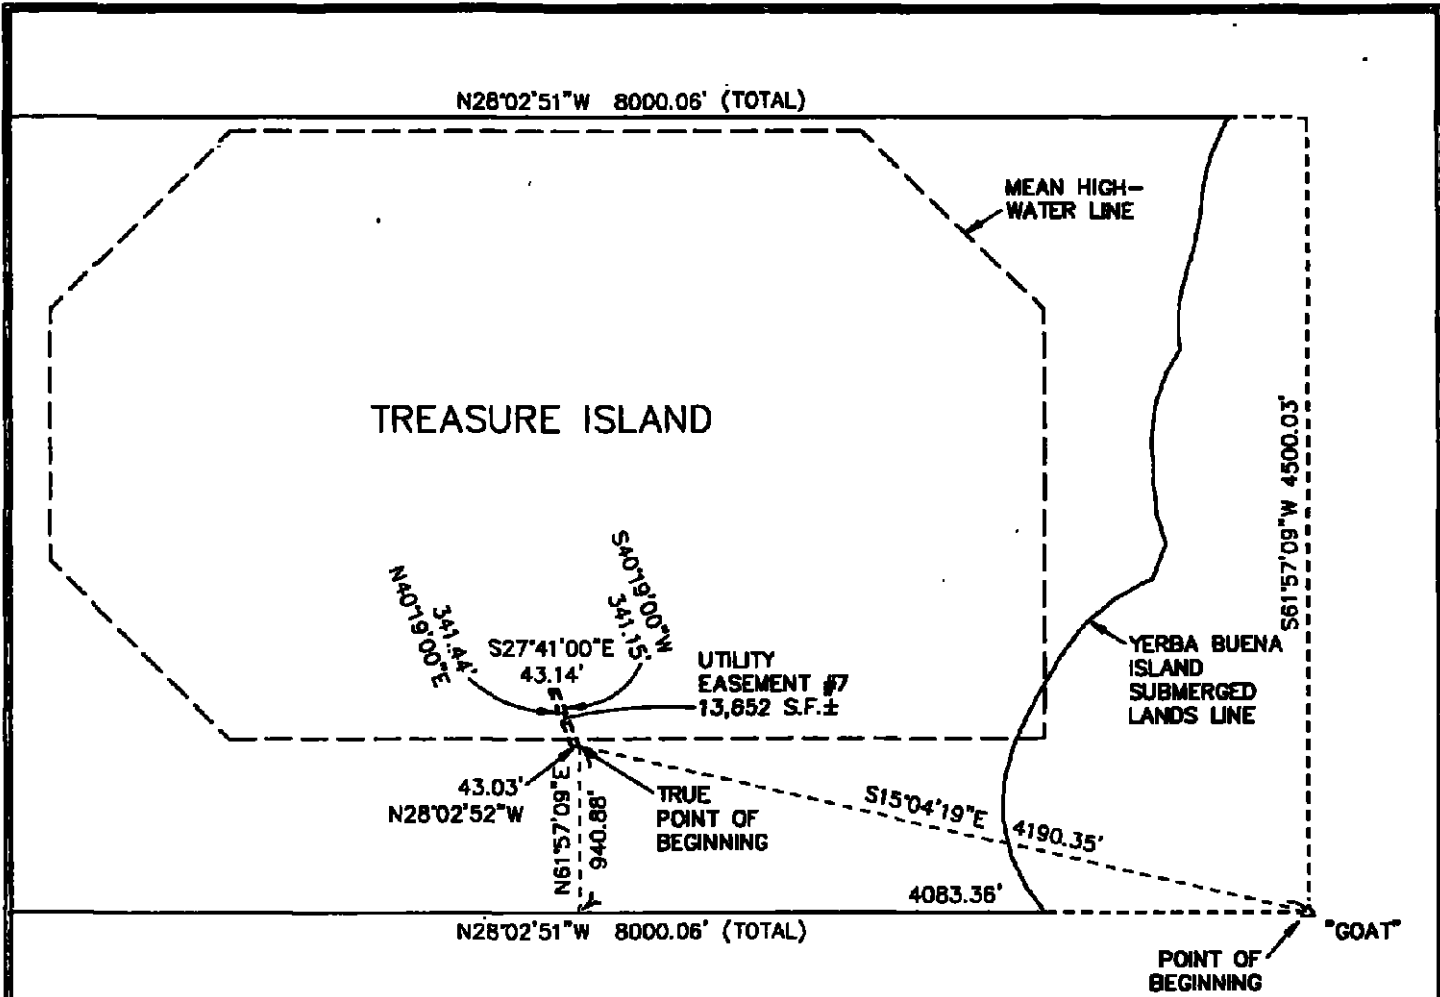 N28°02'51"W 8000.06' (TOTAL)
MEAN HIGH-
WATER LINE
TREASURE ISLAND
S61°57'09"W 4500.03'
N40°19'00"E
341.44'
S40°19'00"W
341.15'
S27°41'00"E
43.14'
UTILITY
EASEMENT #7
13,652 S.F.±
YERBA BUENA
ISLAND
SUBMERGED
LANDS LINE
43.03'
N28°02'52"W
N61°57'09"E
940.88'
TRUE
POINT OF
BEGINNING
S15°04'19"E 4190.35'
4083.36'
N28°02'51"W 8000.06' (TOTAL)
"GOAT"
POINT OF
BEGINNING